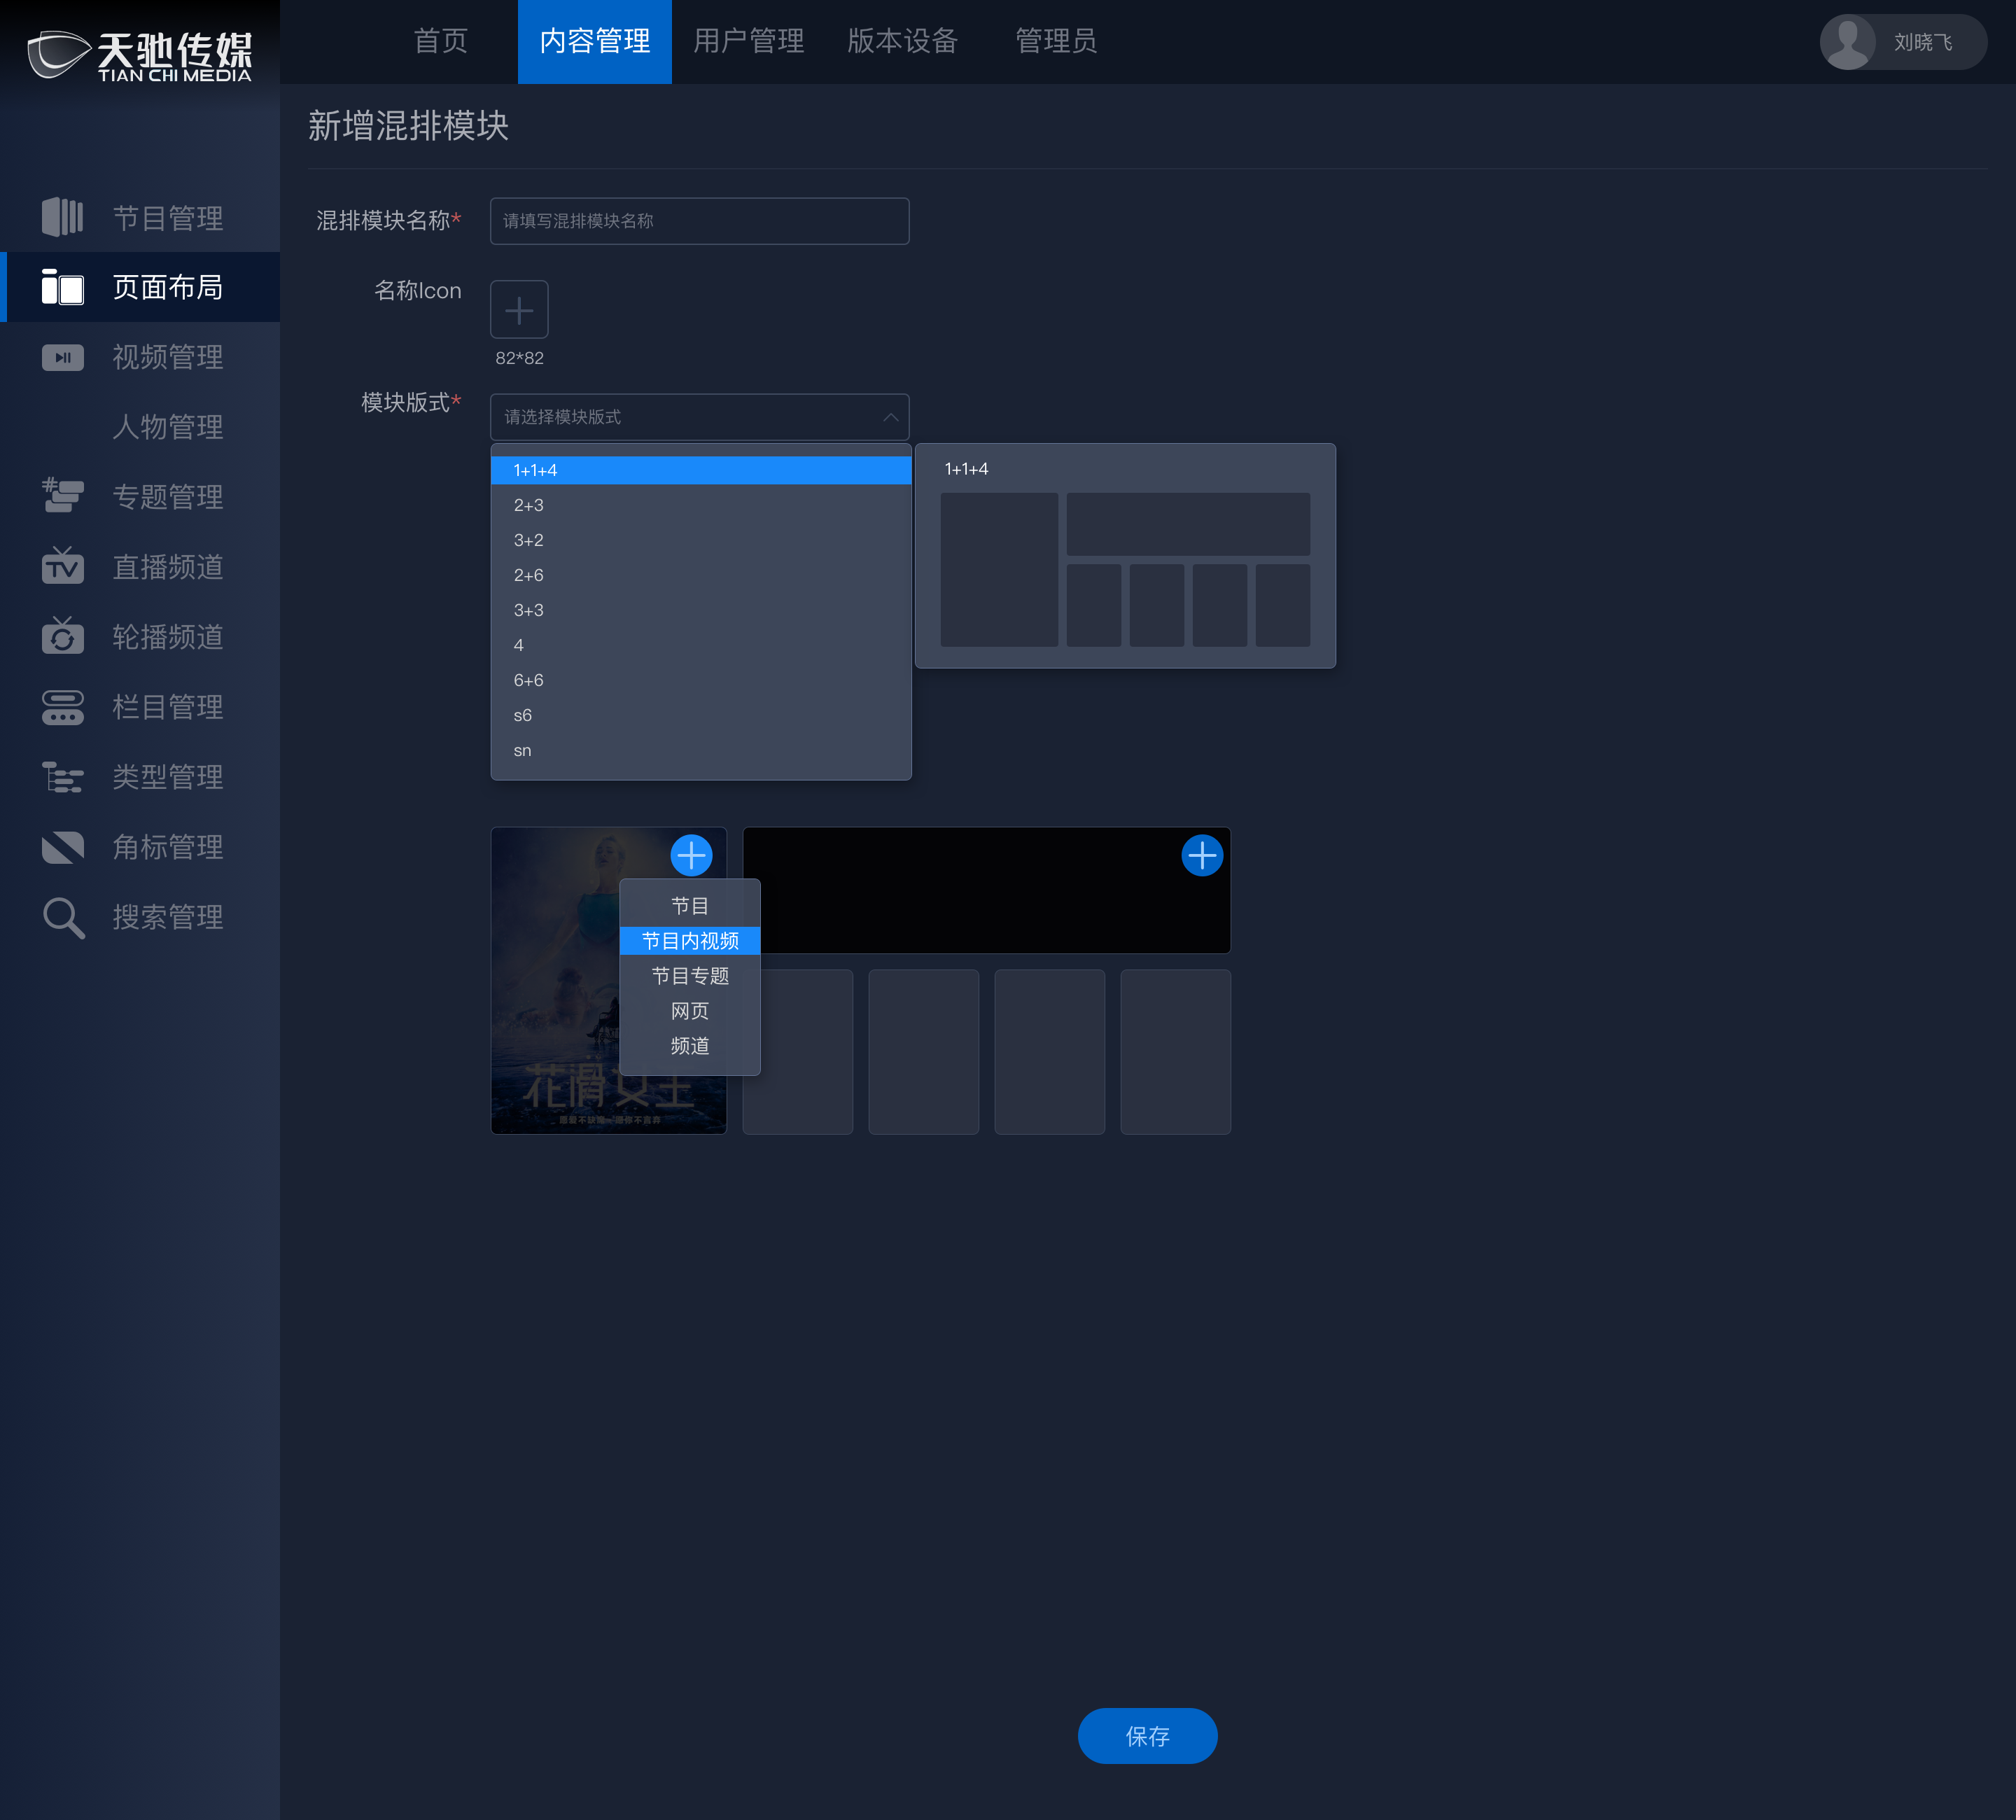 天驰传媒
TIAN CHI MEDIA
首页
内容管理
用户管理
版本设备
管理员
刘晓飞
节目管理
页面布局
视频管理
人物管理
专题管理
直播频道
轮播频道
栏目管理
类型管理
角标管理
搜索管理
新增混排模块
混排模块名称*
请填写混排模块名称
名称Icon
82*82
模块版式*
请选择模块版式
1+1+4
2+3
3+2
2+6
3+3
4
6+6
s6
sn
1+1+4
TV
节目
节目内视频
节目专题
网页
频道
花滑女王
保存